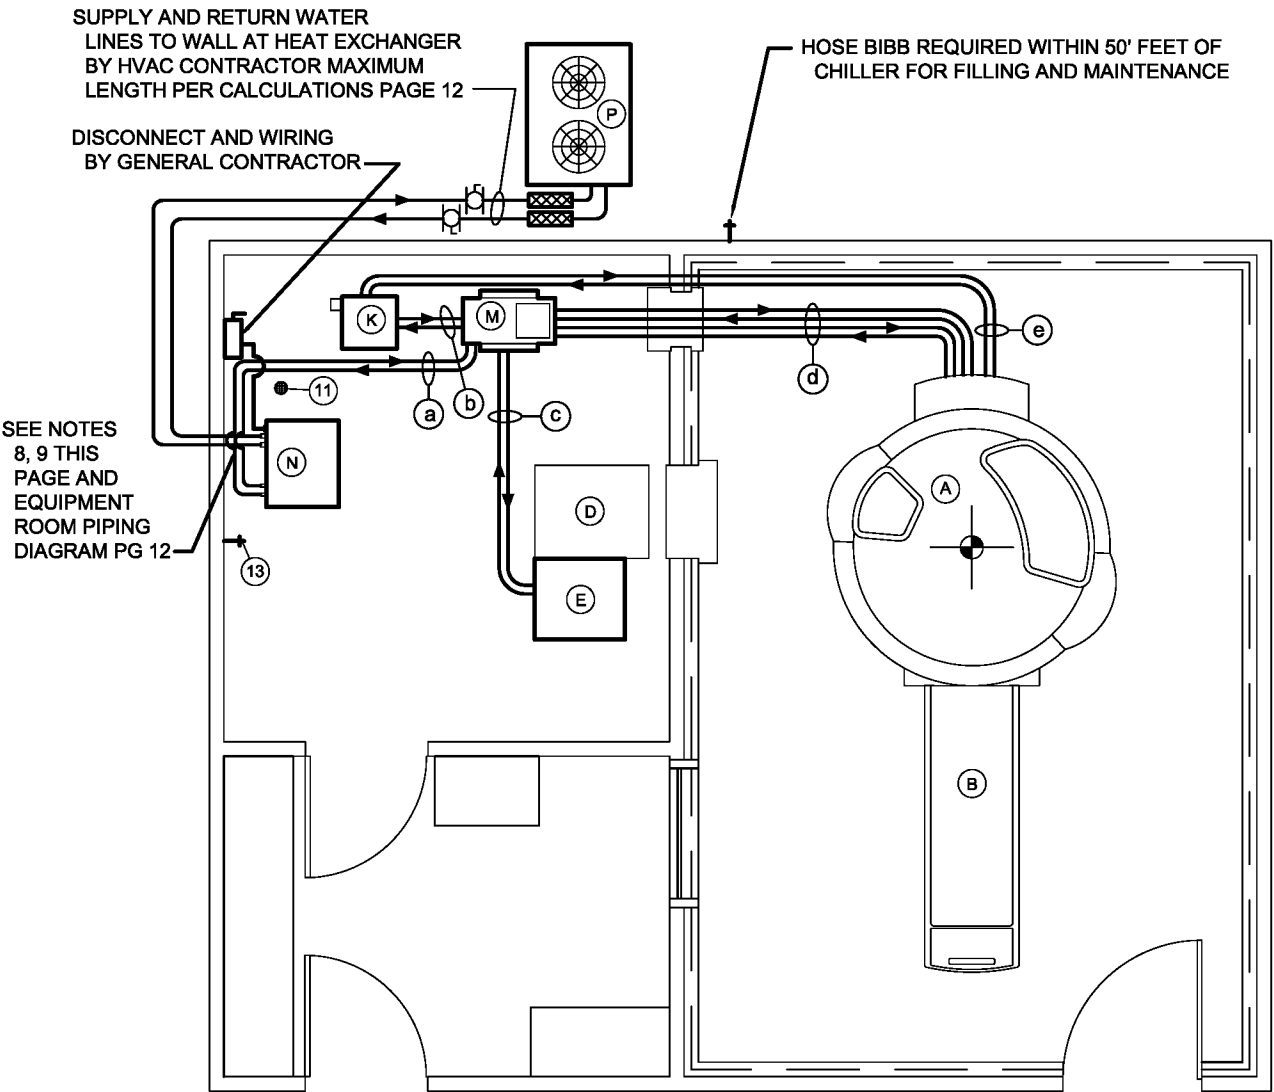 SUPPLY AND RETURN WATER
LINES TO WALL AT HEAT EXCHANGER
BY HVAC CONTRACTOR MAXIMUM
LENGTH PER CALCULATIONS PAGE 12
DISCONNECT AND WIRING
BY GENERAL CONTRACTOR
HOSE BIBB REQUIRED WITHIN 50' FEET OF
CHILLER FOR FILLING AND MAINTENANCE
P
K
M
e
d
a
b
c
11
N
SEE NOTES
8, 9 THIS
PAGE AND
EQUIPMENT
ROOM PIPING
DIAGRAM PG 12
13
D
E
A
B